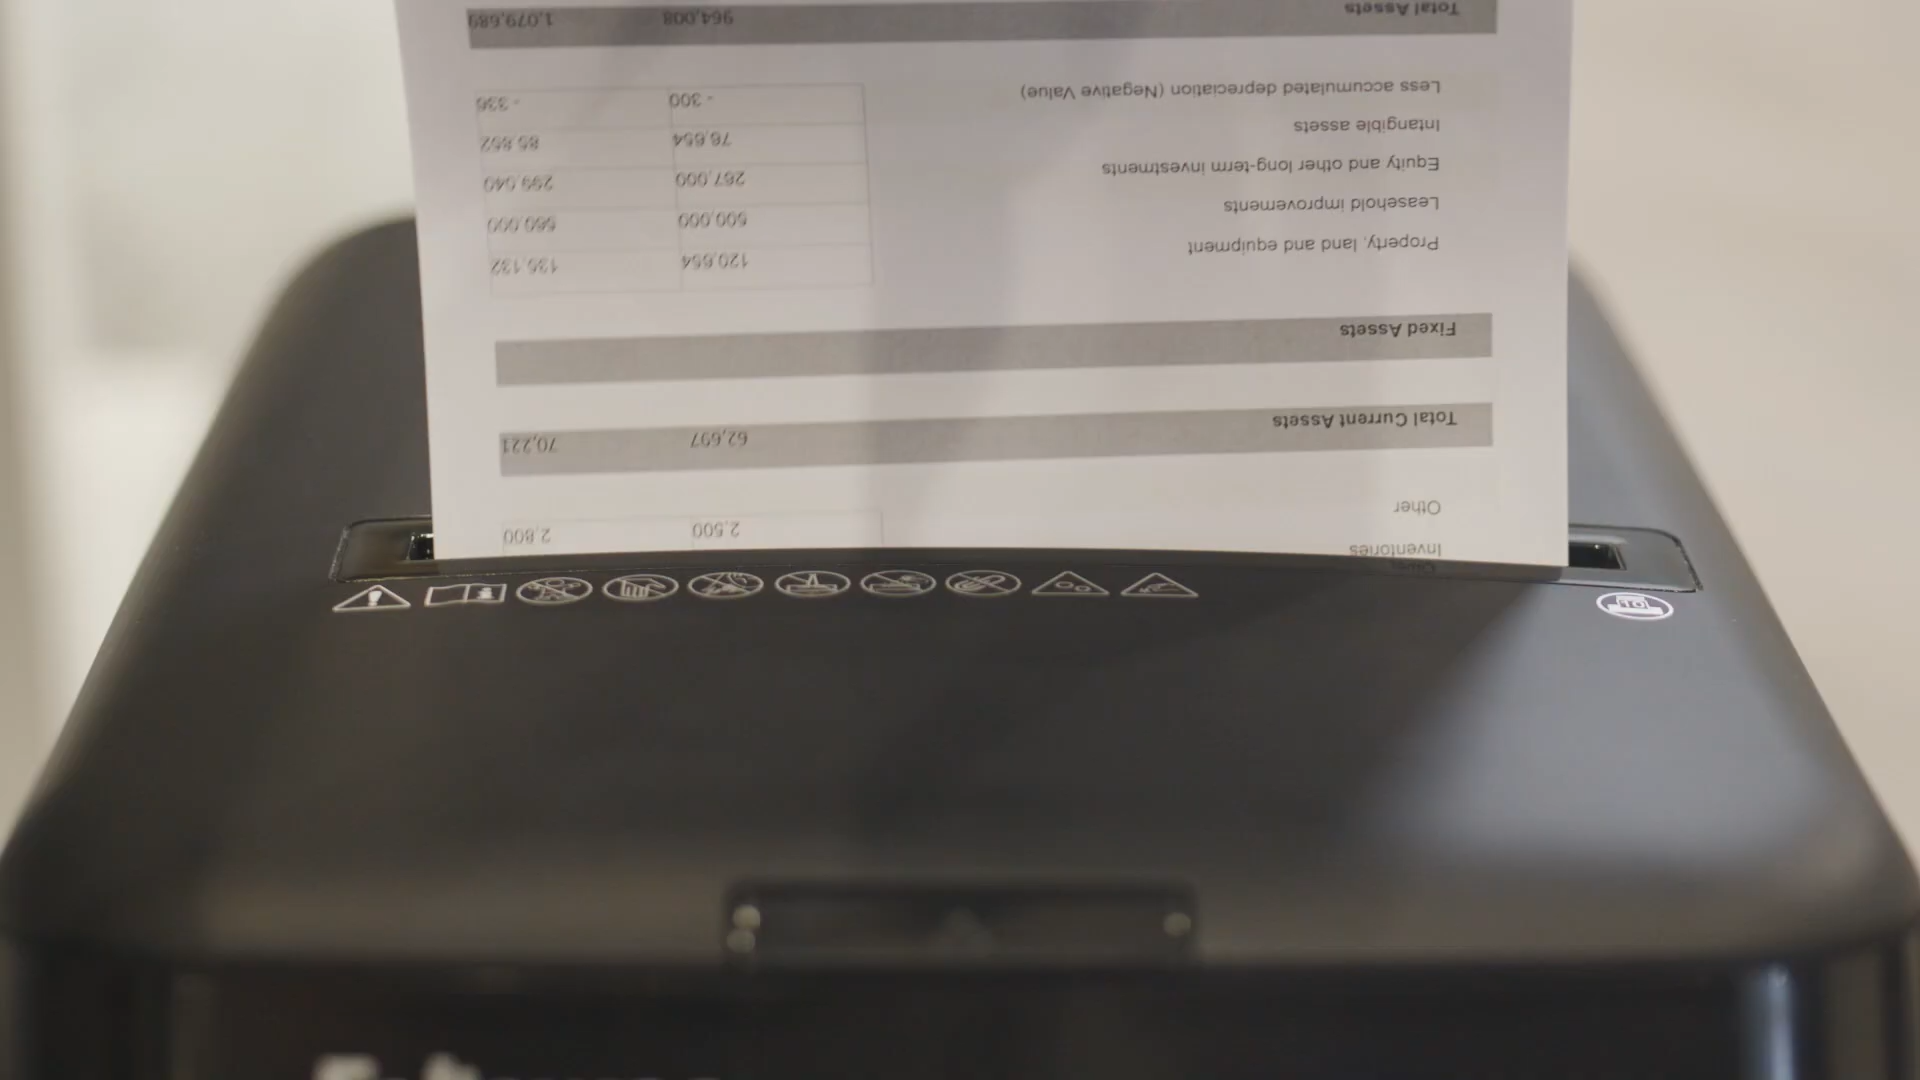 Inventories
Other 2,500 2,800
Total Current Assets 62,697 70,221
Fixed Assets
Property, land and equipment 120,654 135,132
Leasehold improvements 500,000 560,000
Equity and other long-term investments 267,000 299,040
Intangible assets 76,654 85,852
Less accumulated depreciation (Negative Value) - 300 - 336
Total Assets 964,008 1,079,689
10